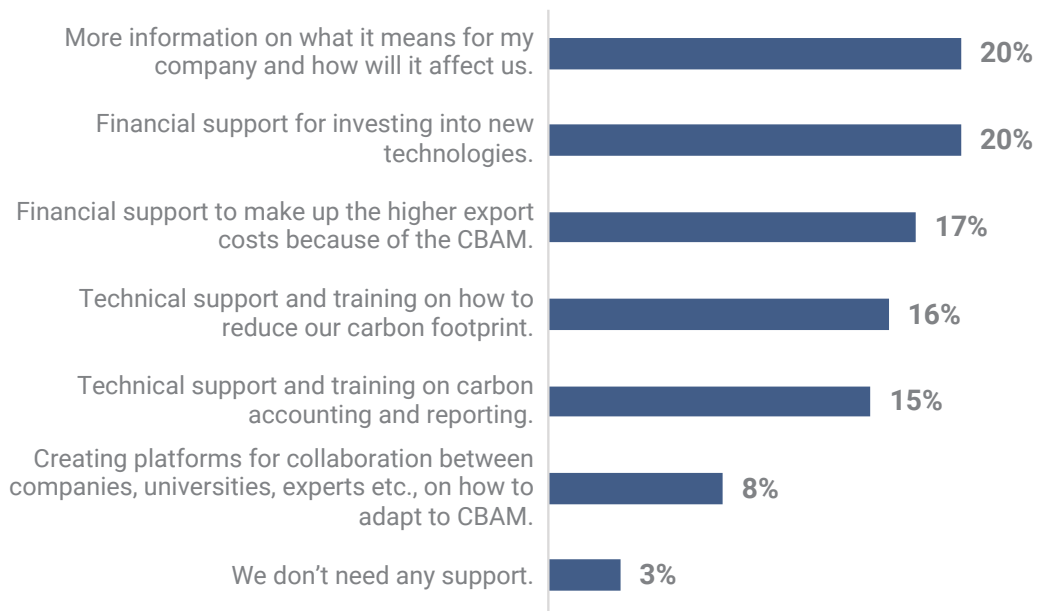 More information on what it means for my
company and how will it affect us.
20%
Financial support for investing into new
technologies.
20%
Financial support to make up the higher export
costs because of the CBAM.
17%
Technical support and training on how to
reduce our carbon footprint.
16%
Technical support and training on carbon
accounting and reporting.
15%
Creating platforms for collaboration between
companies, universities, experts etc., on how to
adapt to CBAM.
8%
We don’t need any support.
3%